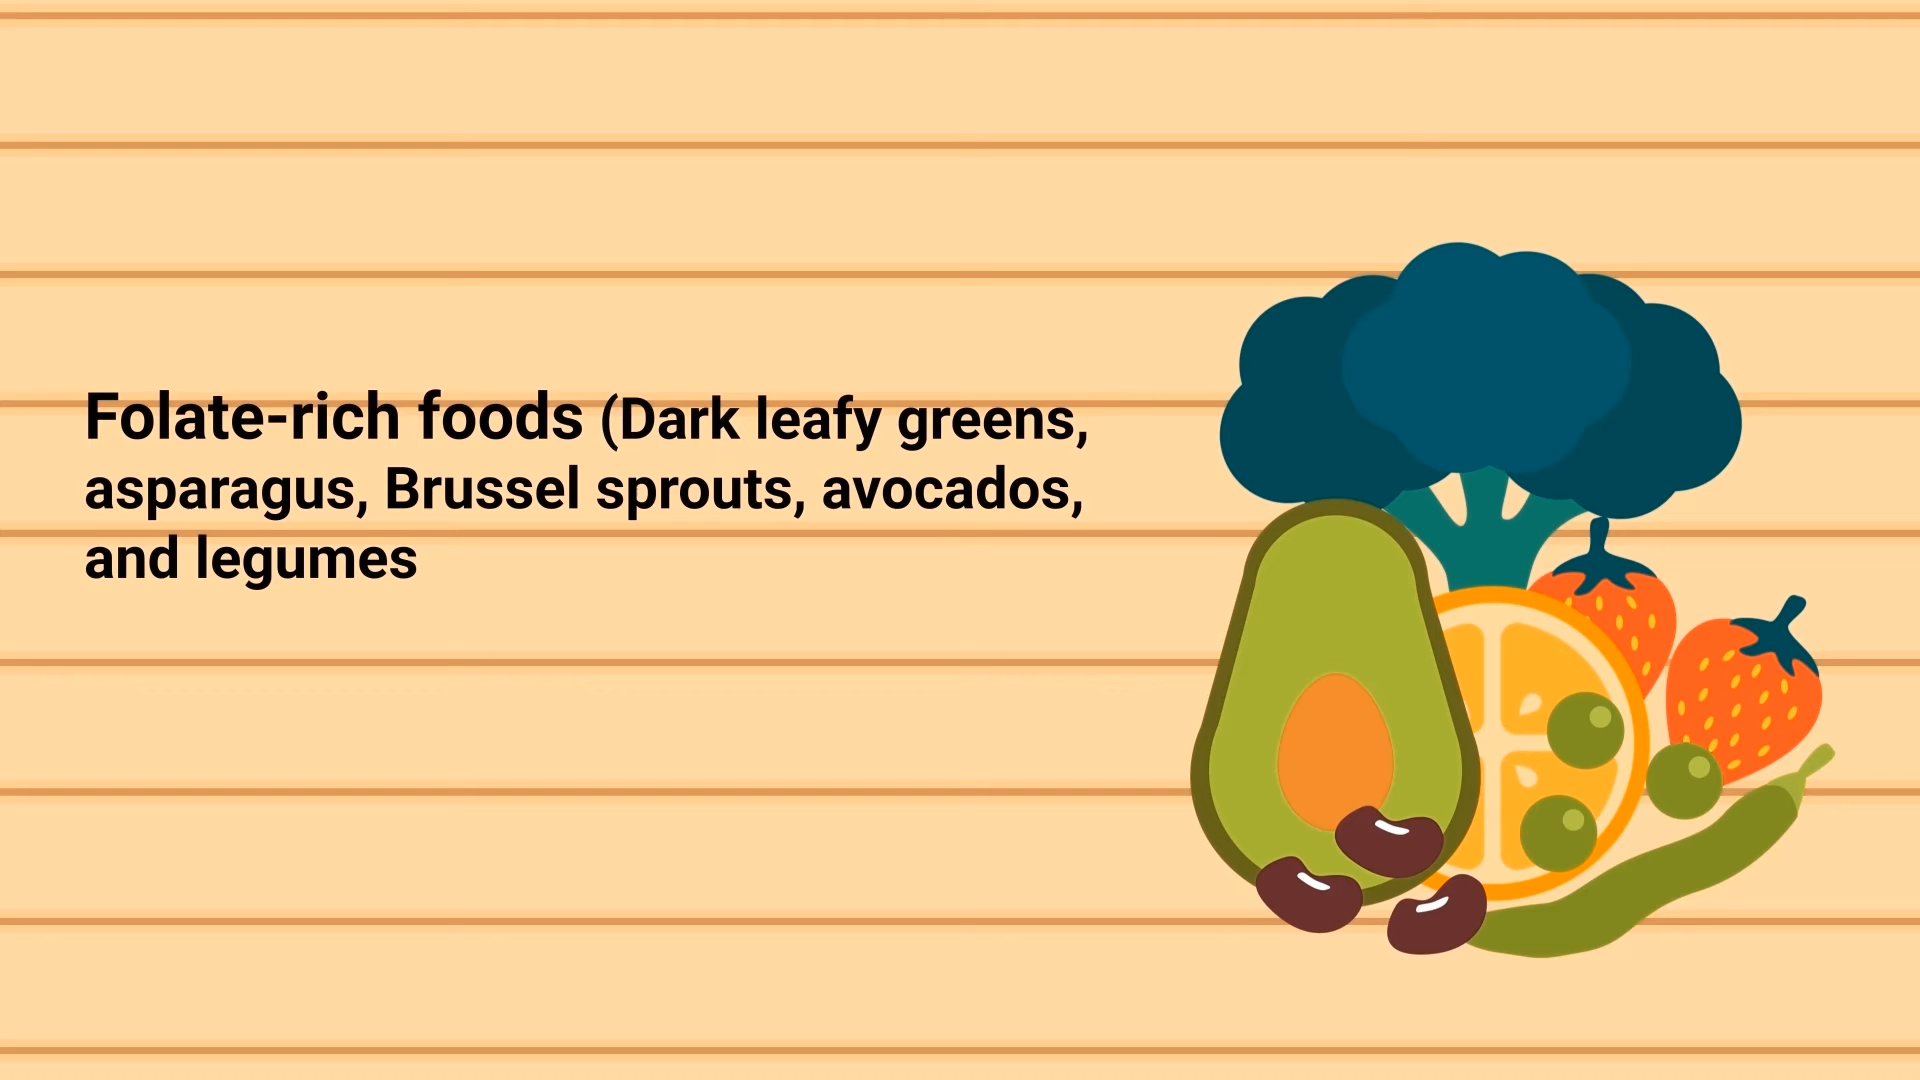 Folate-rich foods (Dark leafy greens,
asparagus, Brussel sprouts, avocados,
and legumes